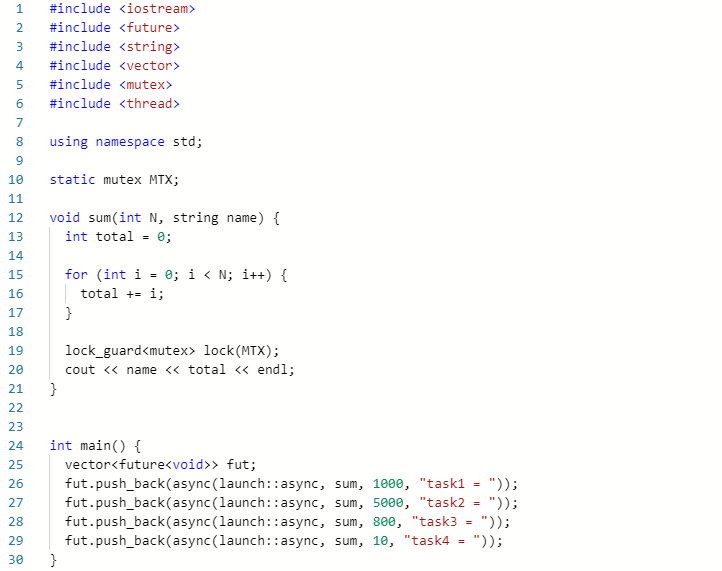 1 #include <iostream>
2 #include <future>
3 #include <string>
4 #include <vector>
5 #include <mutex>
6 #include <thread>
7
8 using namespace std;
9
10 static mutex MTX;
11
12 void sum(int N, string name) {
13   int total = 0;
14
15   for (int i = 0; i < N; i++) {
16     total += i;
17   }
18
19   lock_guard<mutex> lock(MTX);
20   cout << name << total << endl;
21 }
22
23
24 int main() {
25   vector<future<void>> fut;
26   fut.push_back(async(launch::async, sum, 1000, "task1 = "));
27   fut.push_back(async(launch::async, sum, 5000, "task2 = "));
28   fut.push_back(async(launch::async, sum, 800, "task3 = "));
29   fut.push_back(async(launch::async, sum, 10, "task4 = "));
30 }